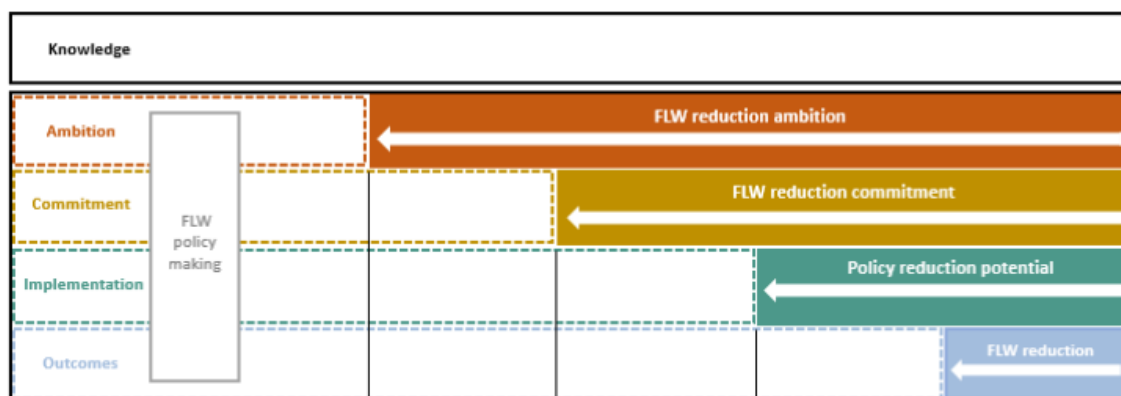 Knowledge
Ambition
FLW reduction ambition
Commitment
FLW reduction commitment
FLW
policy
making
Implementation
Policy reduction potential
Outcomes
FLW reduction